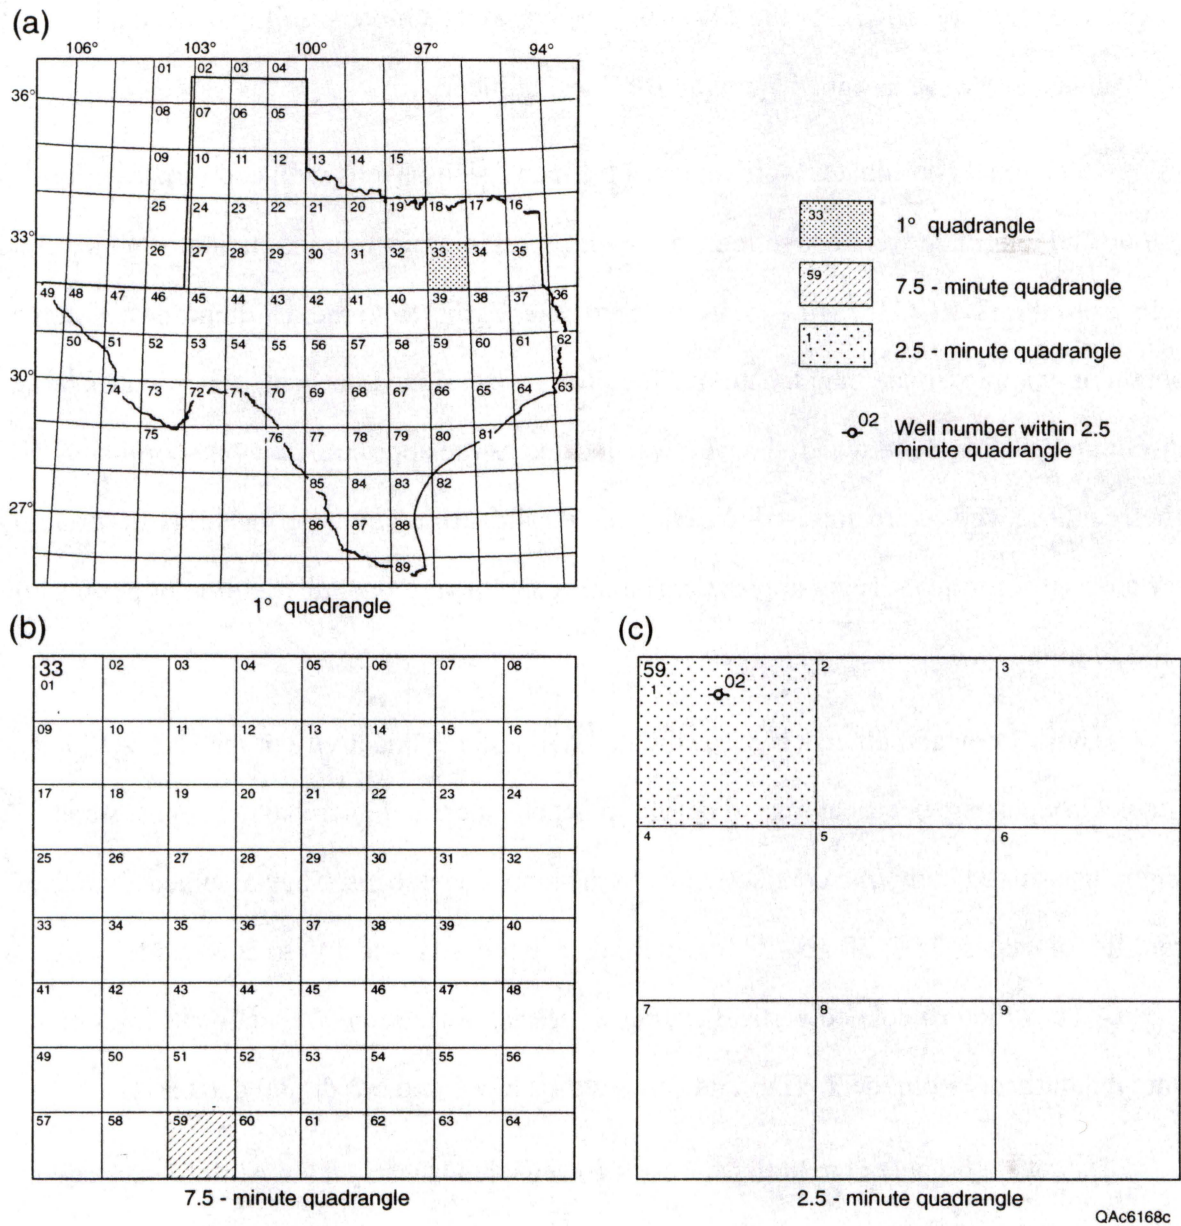 (a)
106° 103° 100° 97° 94°
01 02 03 04
36°
08 07 06 05
09 10 11 12 13 14 15
25 24 23 22 21 20 19 18 17 16
33°
26 27 28 29 30 31 32 33 34 35
49 48 47 46 45 44 43 42 41 40 39 38 37 36
50 51 52 53 54 55 56 57 58 59 60 61 62
30°
74 73 72 71 70 69 68 67 66 65 64 63
75 76 77 78 79 80 81
85 84 83 82
27°
86 87 88
89
1° quadrangle
33
1° quadrangle
59
7.5 - minute quadrangle
1
2.5 - minute quadrangle
02 Well number within 2.5
minute quadrangle
(b)
33
01 02 03 04 05 06 07 08
09 10 11 12 13 14 15 16
17 18 19 20 21 22 23 24
25 26 27 28 29 30 31 32
33 34 35 36 37 38 39 40
41 42 43 44 45 46 47 48
49 50 51 52 53 54 55 56
57 58 59 60 61 62 63 64
7.5 - minute quadrangle
(c)
59
1 02 2 3
4 5 6
7 8 9
2.5 - minute quadrangle
QAc6168c